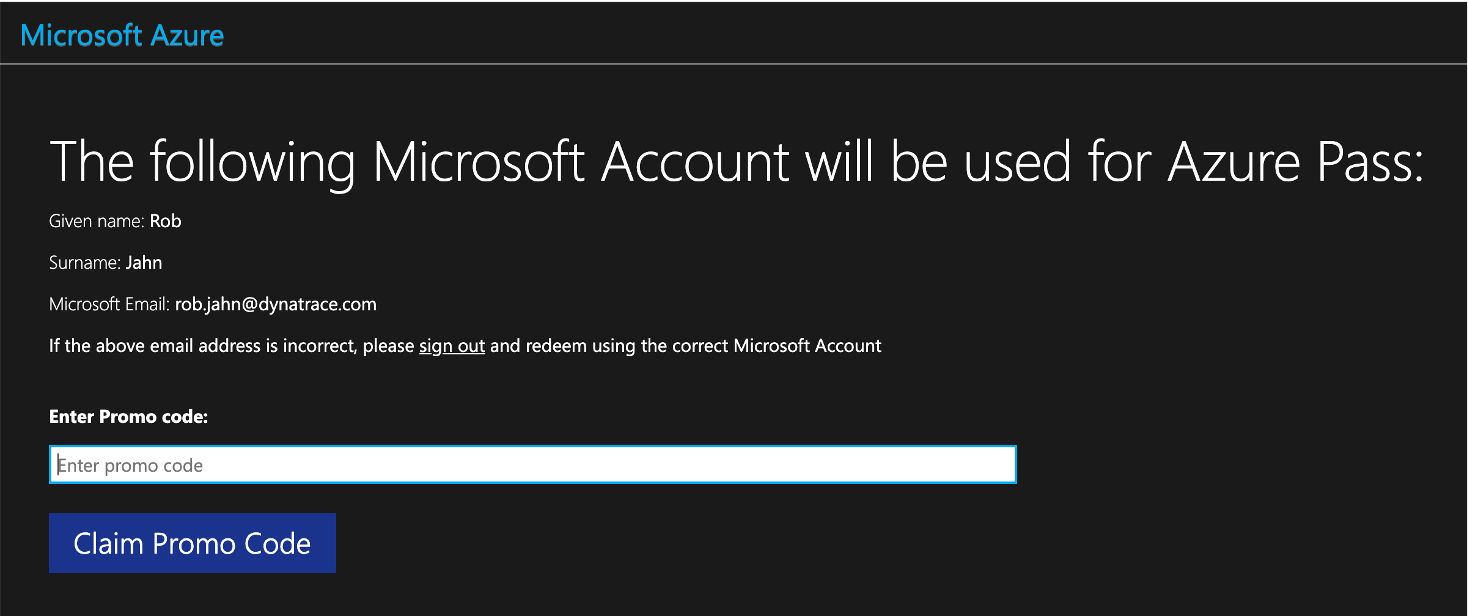 Microsoft Azure
The following Microsoft Account will be used for Azure Pass:
Given name: Rob
Surname: Jahn
Microsoft Email: rob.jahn@dynatrace.com
If the above email address is incorrect, please sign out and redeem using the correct Microsoft Account
Enter Promo code:
Enter promo code
Claim Promo Code